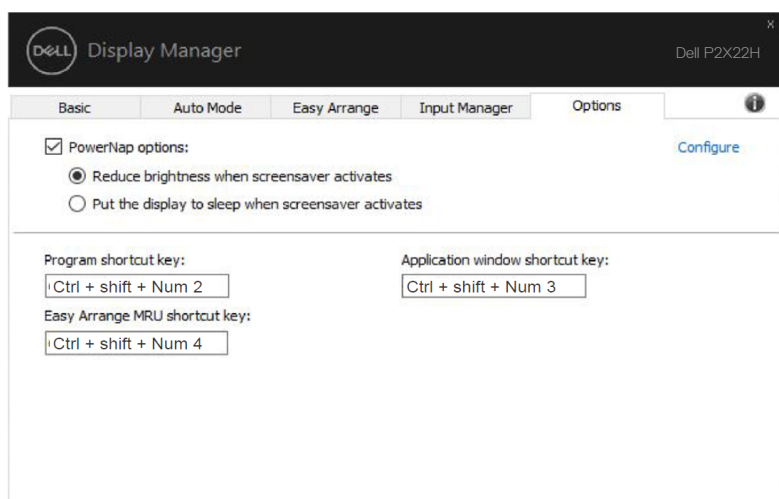 X
DELL Display Manager
Dell P2X22H
Basic Auto Mode Easy Arrange Input Manager Options
PowerNap options: Configure
Reduce brightness when screensaver activates
Put the display to sleep when screensaver activates
Program shortcut key: Application window shortcut key:
Ctrl + shift + Num 2 Ctrl + shift + Num 3
Easy Arrange MRU shortcut key:
Ctrl + shift + Num 4